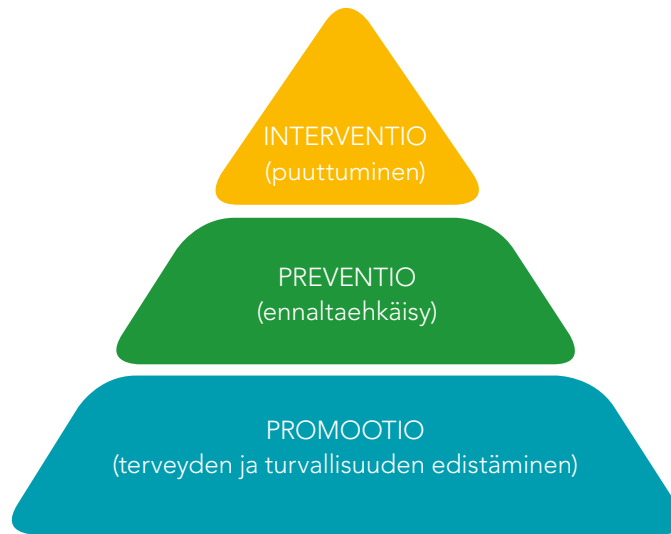 INTERVENTIO
(puuttuminen)
PREVENTIO
(ennaltaehkäisy)
PROMOOTIO
(terveyden ja turvallisuuden edistäminen)